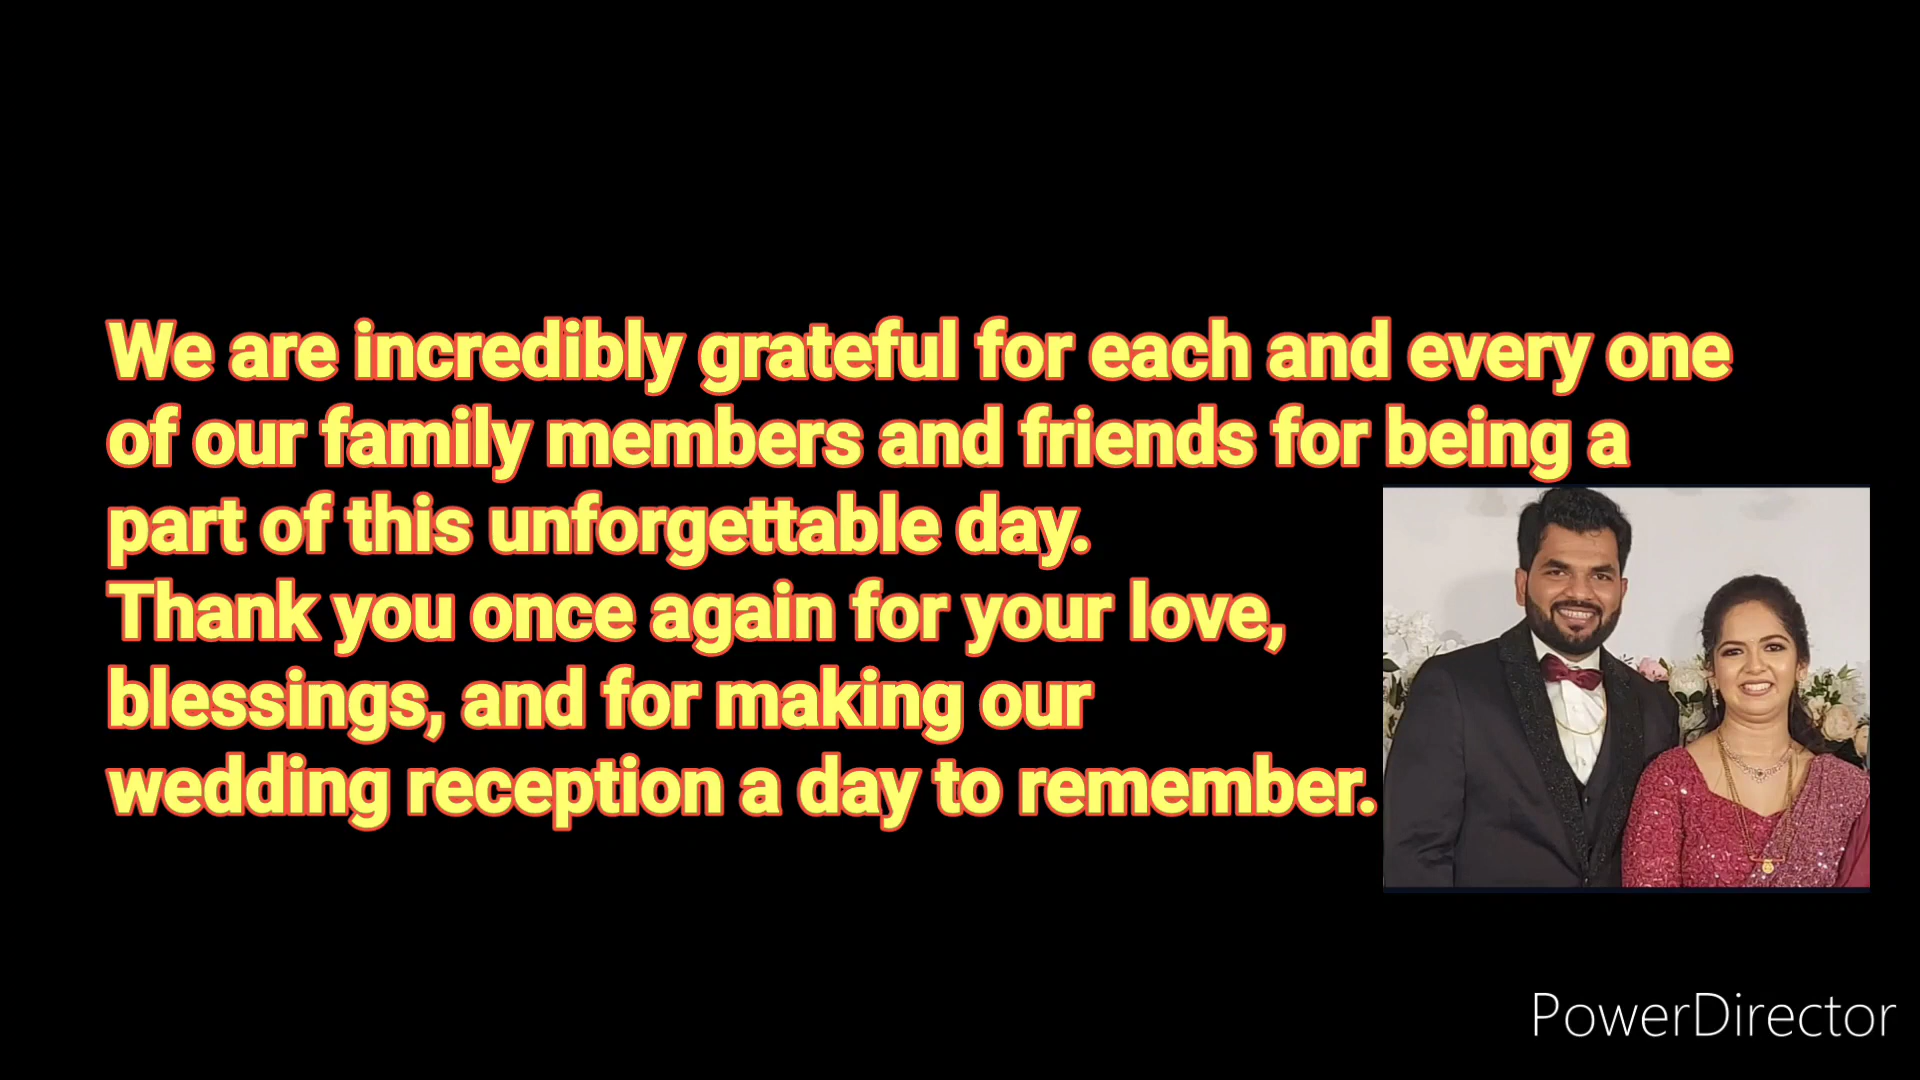 We are incredibly grateful for each and every one
of our family members and friends for being a
part of this unforgettable day.
Thank you once again for your love,
blessings, and for making our
wedding reception a day to remember.
PowerDirector